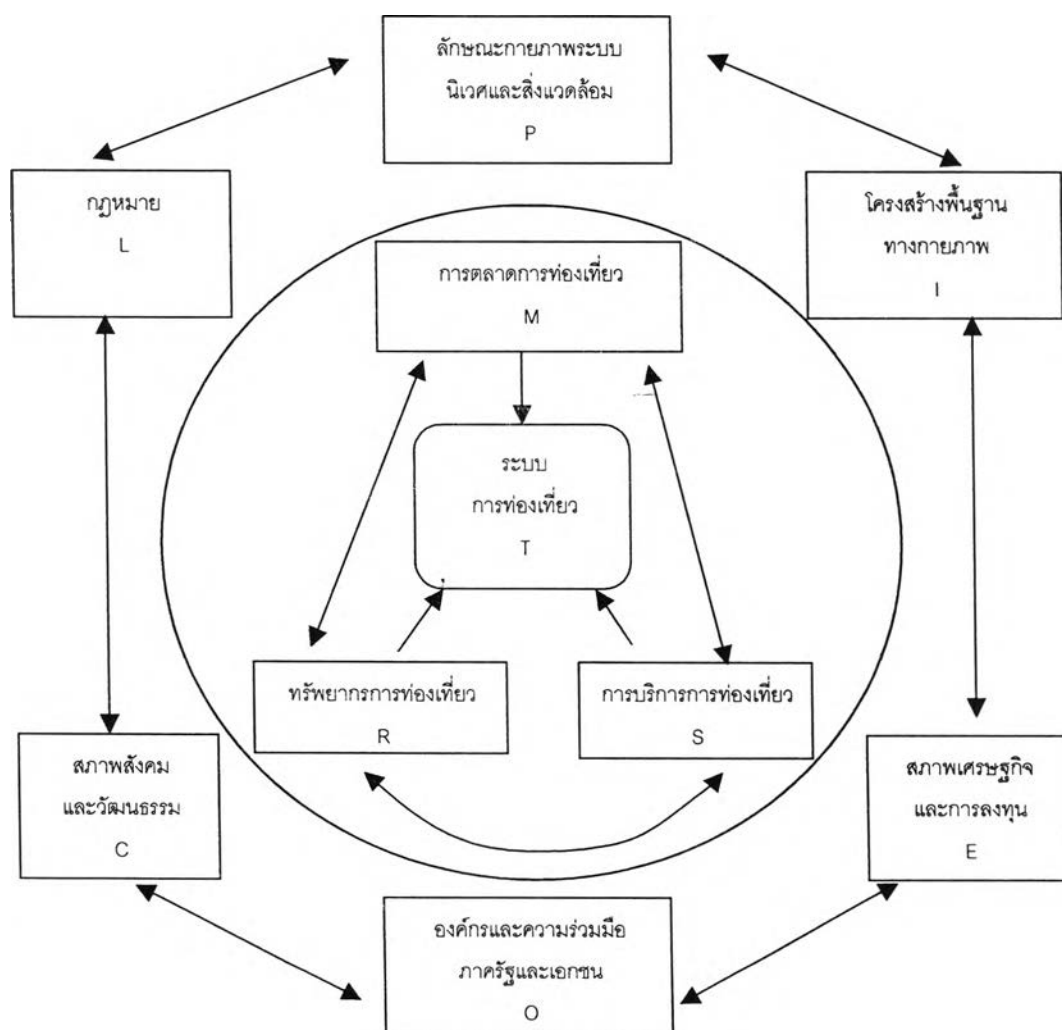 ลักษณะกายภาพระบบ
นิเวศและสิ่งแวดล้อม
P
กฎหมาย
L
โครงสร้างพื้นฐาน
ทางกายภาพ
I
การตลาดการท่องเที่ยว
M
ระบบ
การท่องเที่ยว
T
ทรัพยากรการท่องเที่ยว
R
การบริการการท่องเที่ยว
S
สภาพสังคม
และวัฒนธรรม
C
สภาพเศรษฐกิจ
และการลงทุน
E
องค์กรและความร่วมมือ
ภาครัฐและเอกชน
O